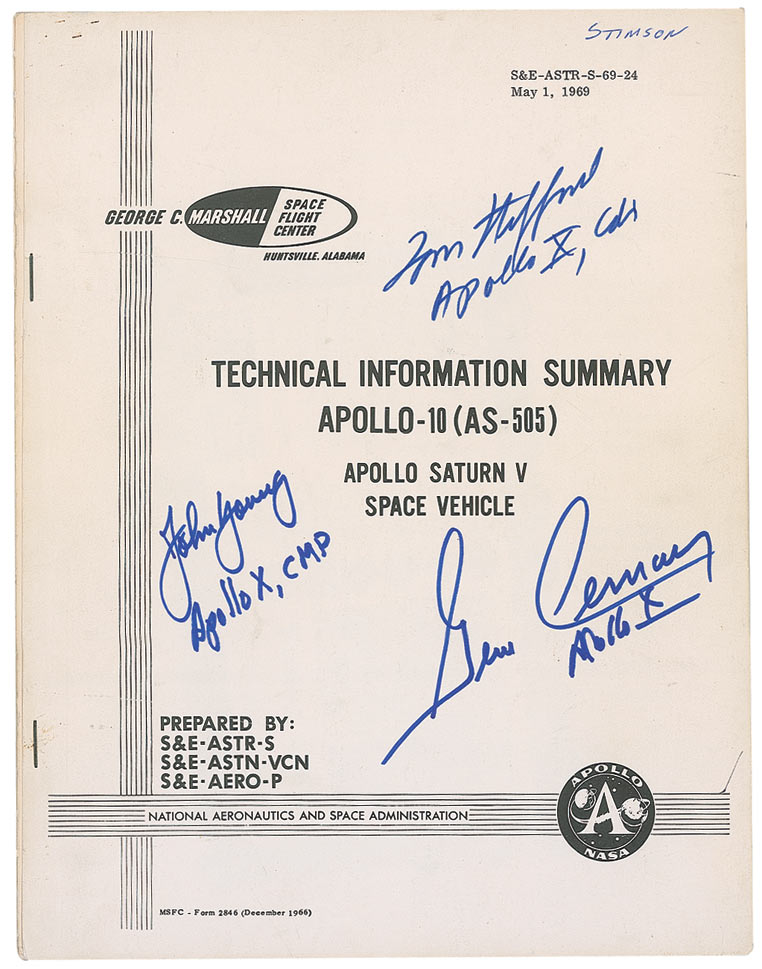 STIMSON
S&E-ASTR-S-69-24
May 1, 1969
GEORGE C. MARSHALL SPACE FLIGHT CENTER
HUNTSVILLE, ALABAMA
Tom Stafford
Apollo X, Cdr
TECHNICAL INFORMATION SUMMARY
APOLLO-10 (AS-505)
APOLLO SATURN V
SPACE VEHICLE
John Young
Apollo X, CMP
Gene Cernan
Apollo X
PREPARED BY:
S&E-ASTR-S
S&E-ASTN-VCN
S&E-AERO-P
NATIONAL AERONAUTICS AND SPACE ADMINISTRATION
APOLLO
A
NASA
MSFC - Form 2846 (December 1966)